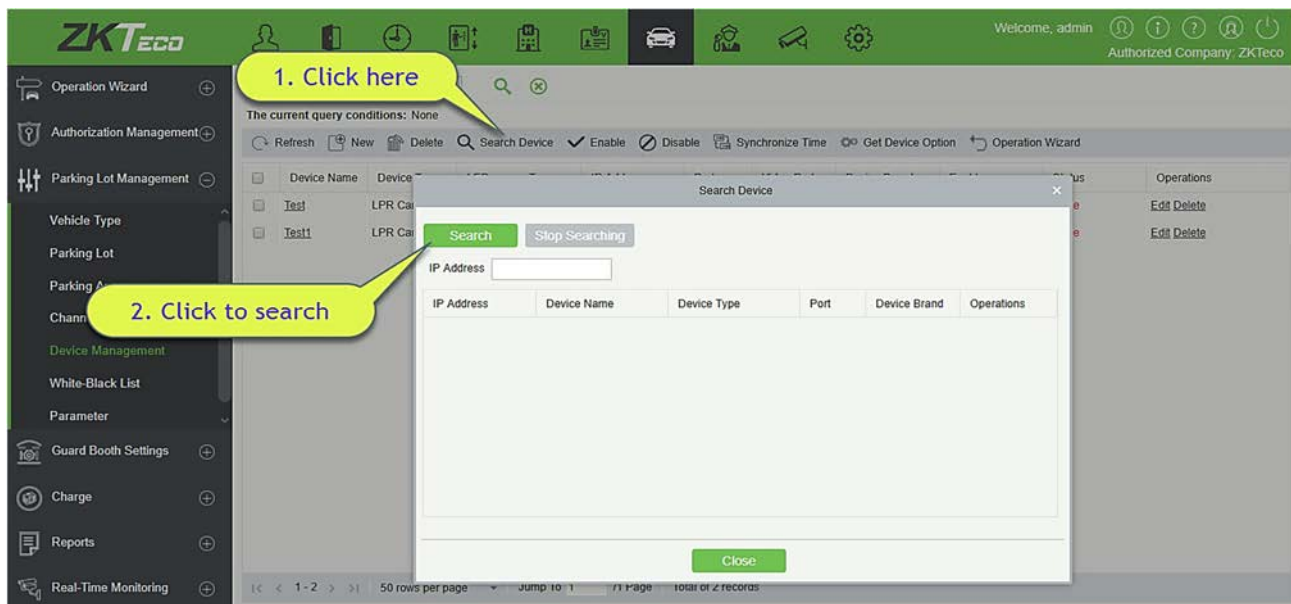 ZKTeco
Welcome, admin
Authorized Company: ZKTeco
1. Click here
Operation Wizard
The current query conditions: None
Authorization Management
Refresh New Delete Search Device Enable Disable Synchronize Time Get Device Option Operation Wizard
Parking Lot Management
Device Name Operations
Search Device
Test LPR Edit Delete
Test1 LPR Edit Delete
Vehicle Type
Parking Lot
Parking
Search Stop Searching
IP Address
2. Click to search
IP Address Device Name Device Type Port Device Brand Operations
Device Management
White-Black List
Parameter
Guard Booth Settings
Charge
Reports
Close
Real-Time Monitoring
1 - 2 50 rows per page Jump To 1 /1 Page Total of 2 records